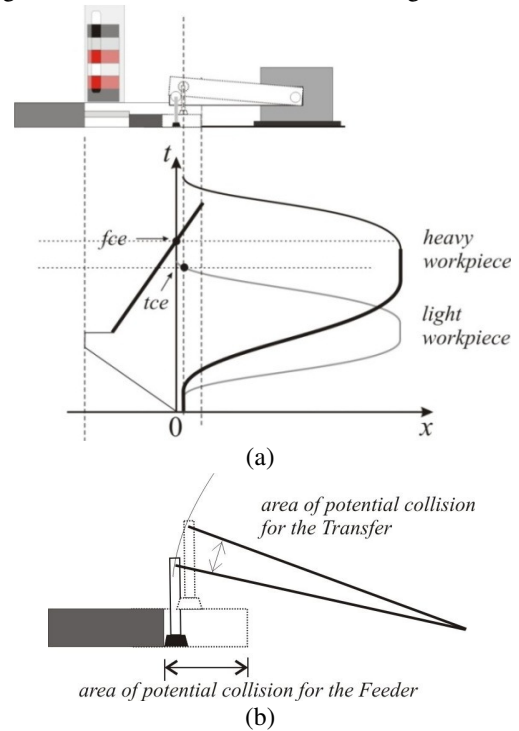 t
fce
heavy
workpiece
tce
light
workpiece
0
x
(a)
area of potential collision
for the Transfer
area of potential collision for the Feeder
(b)